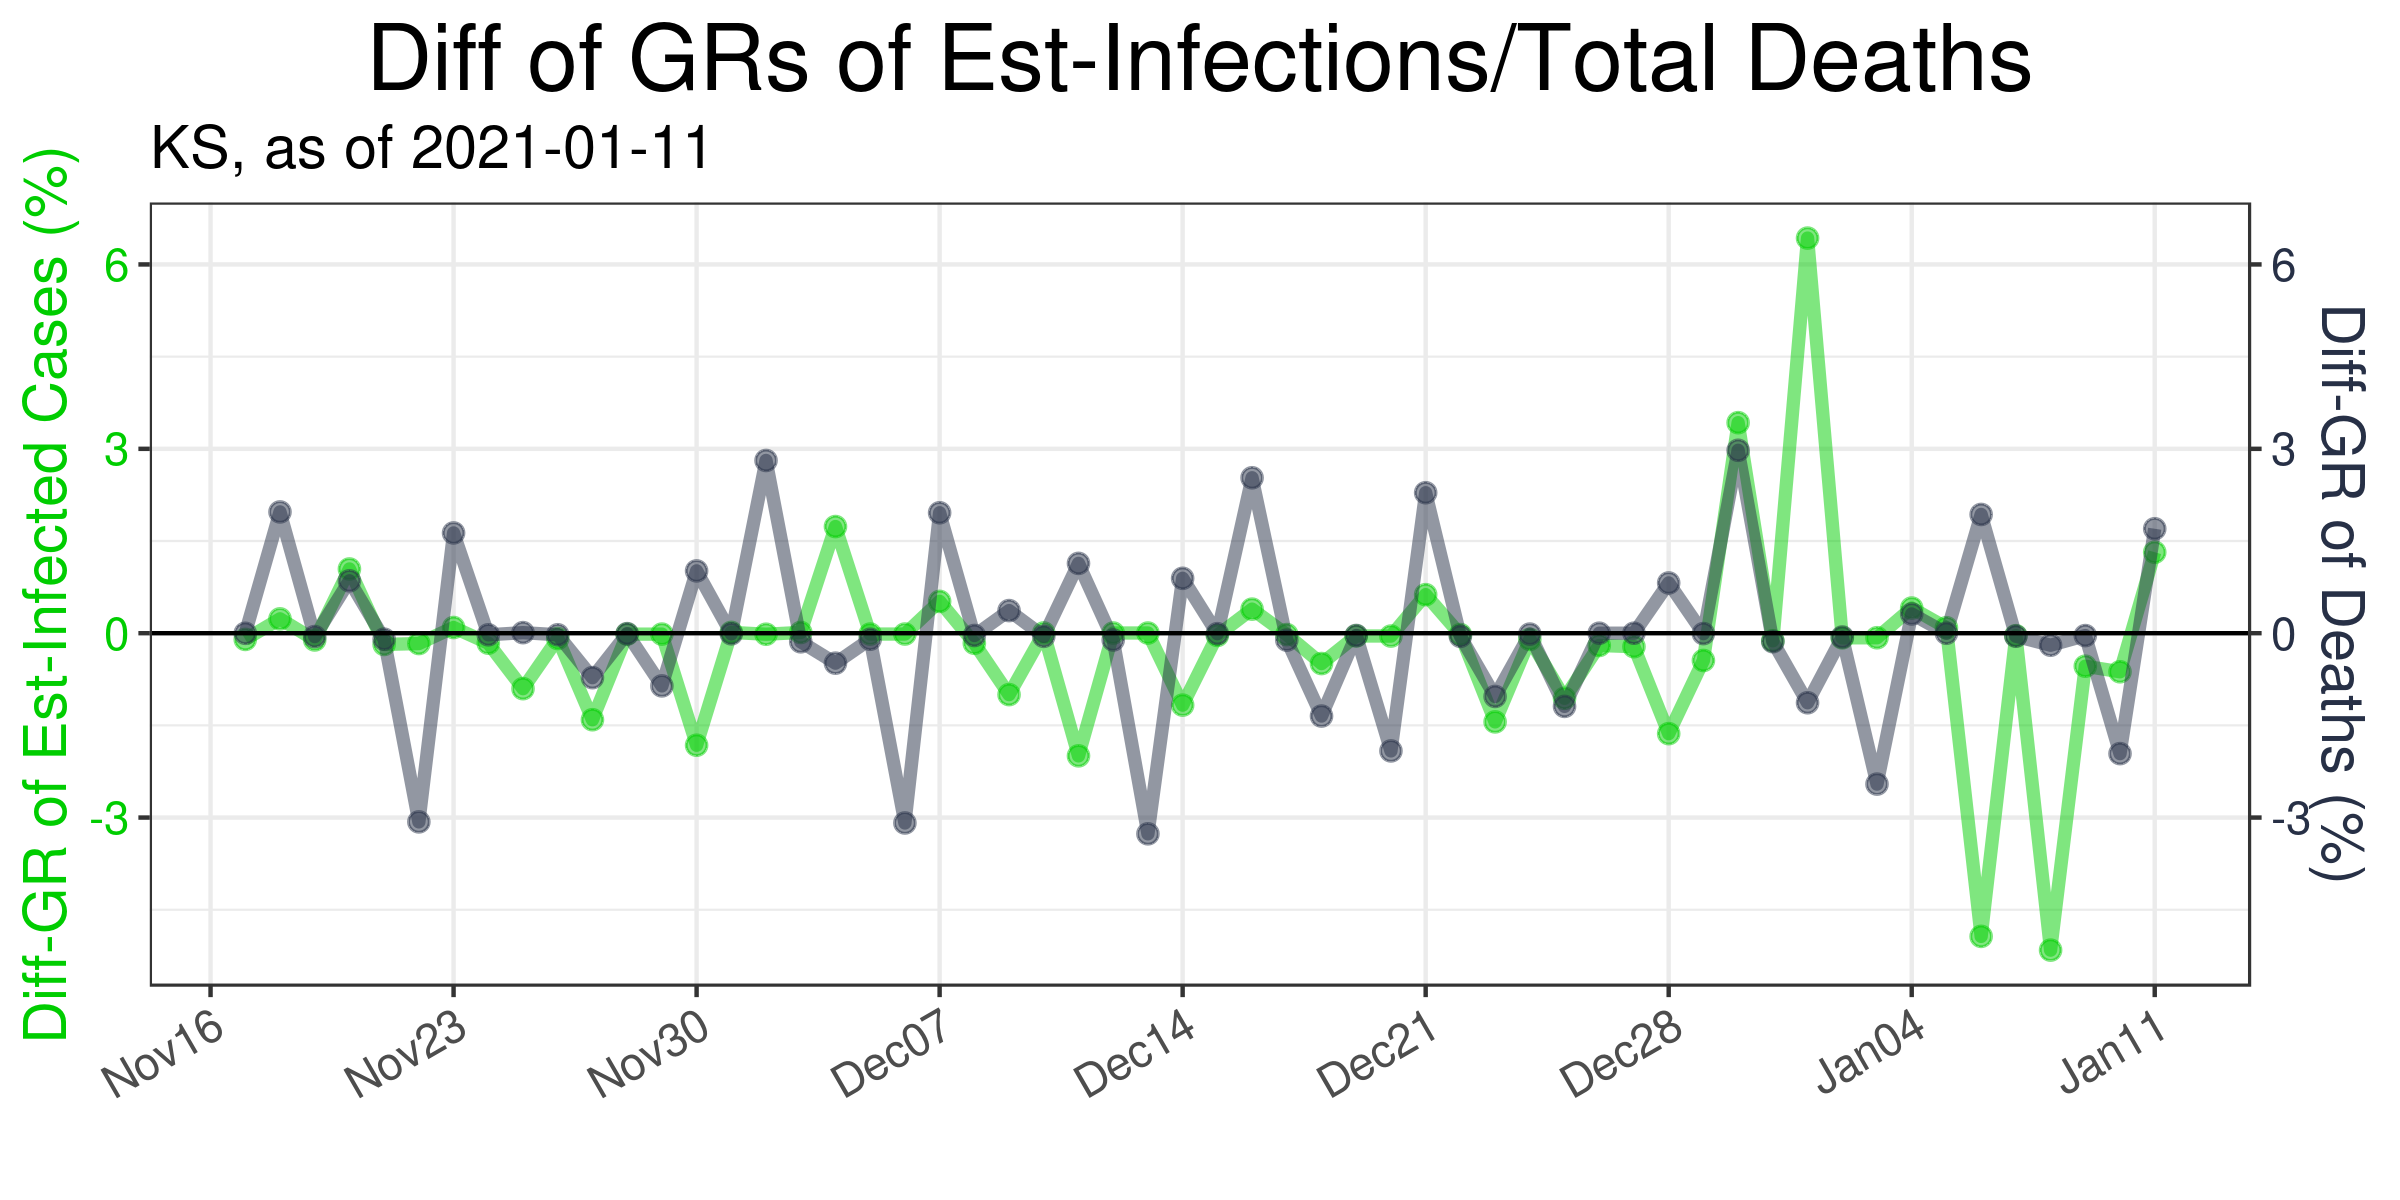 Diff of GRs of Est-Infections/Total Deaths
KS, as of 2021-01-11
Diff-GR of Est-Infected Cases (%)
6
3
0
-3
6
3
0
-3
Diff-GR of Deaths (%)
Nov16
Nov23
Nov30
Dec07
Dec14
Dec21
Dec28
Jan04
Jan11